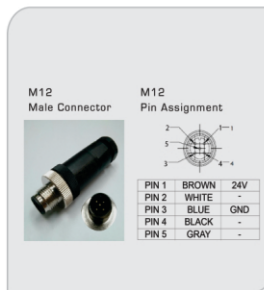 M12
Male Connector
M12
Pin Assignment
2 1
5
3 4
PIN 1 BROWN 24V
PIN 2 WHITE -
PIN 3 BLUE GND
PIN 4 BLACK -
PIN 5 GRAY -